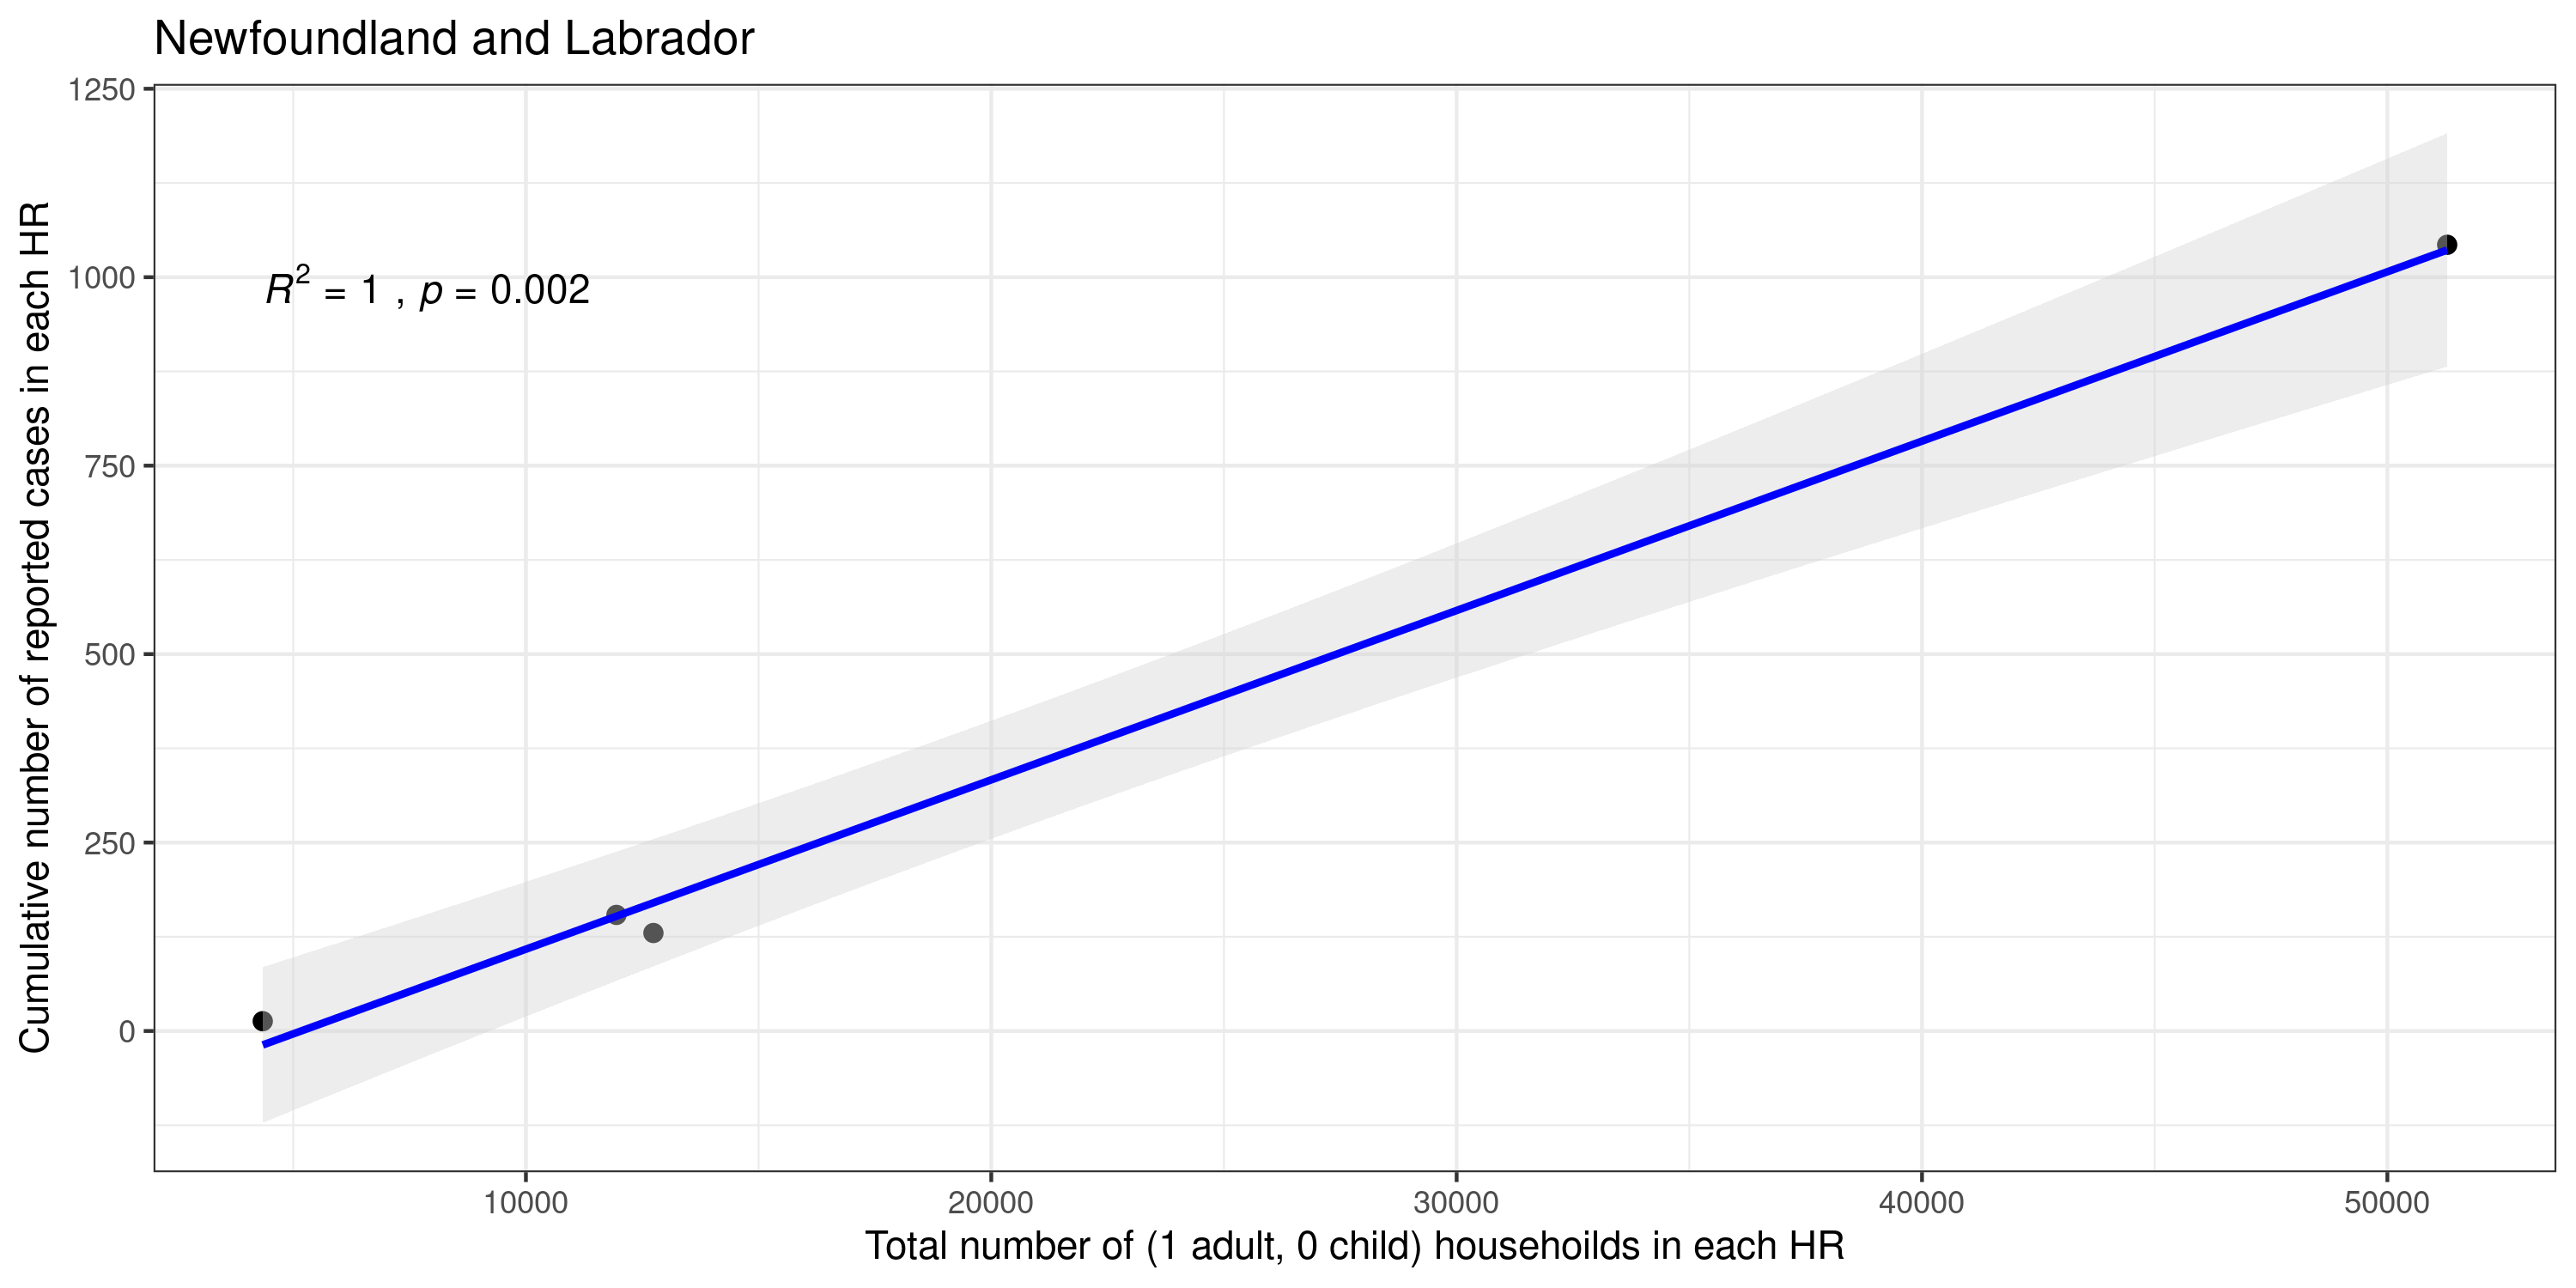 Newfoundland and Labrador
1250
1000
750
500
250
0
Cumulative number of reported cases in each HR
R² = 1 , p = 0.002
10000 20000 30000 40000 50000
Total number of (1 adult, 0 child) househoilds in each HR